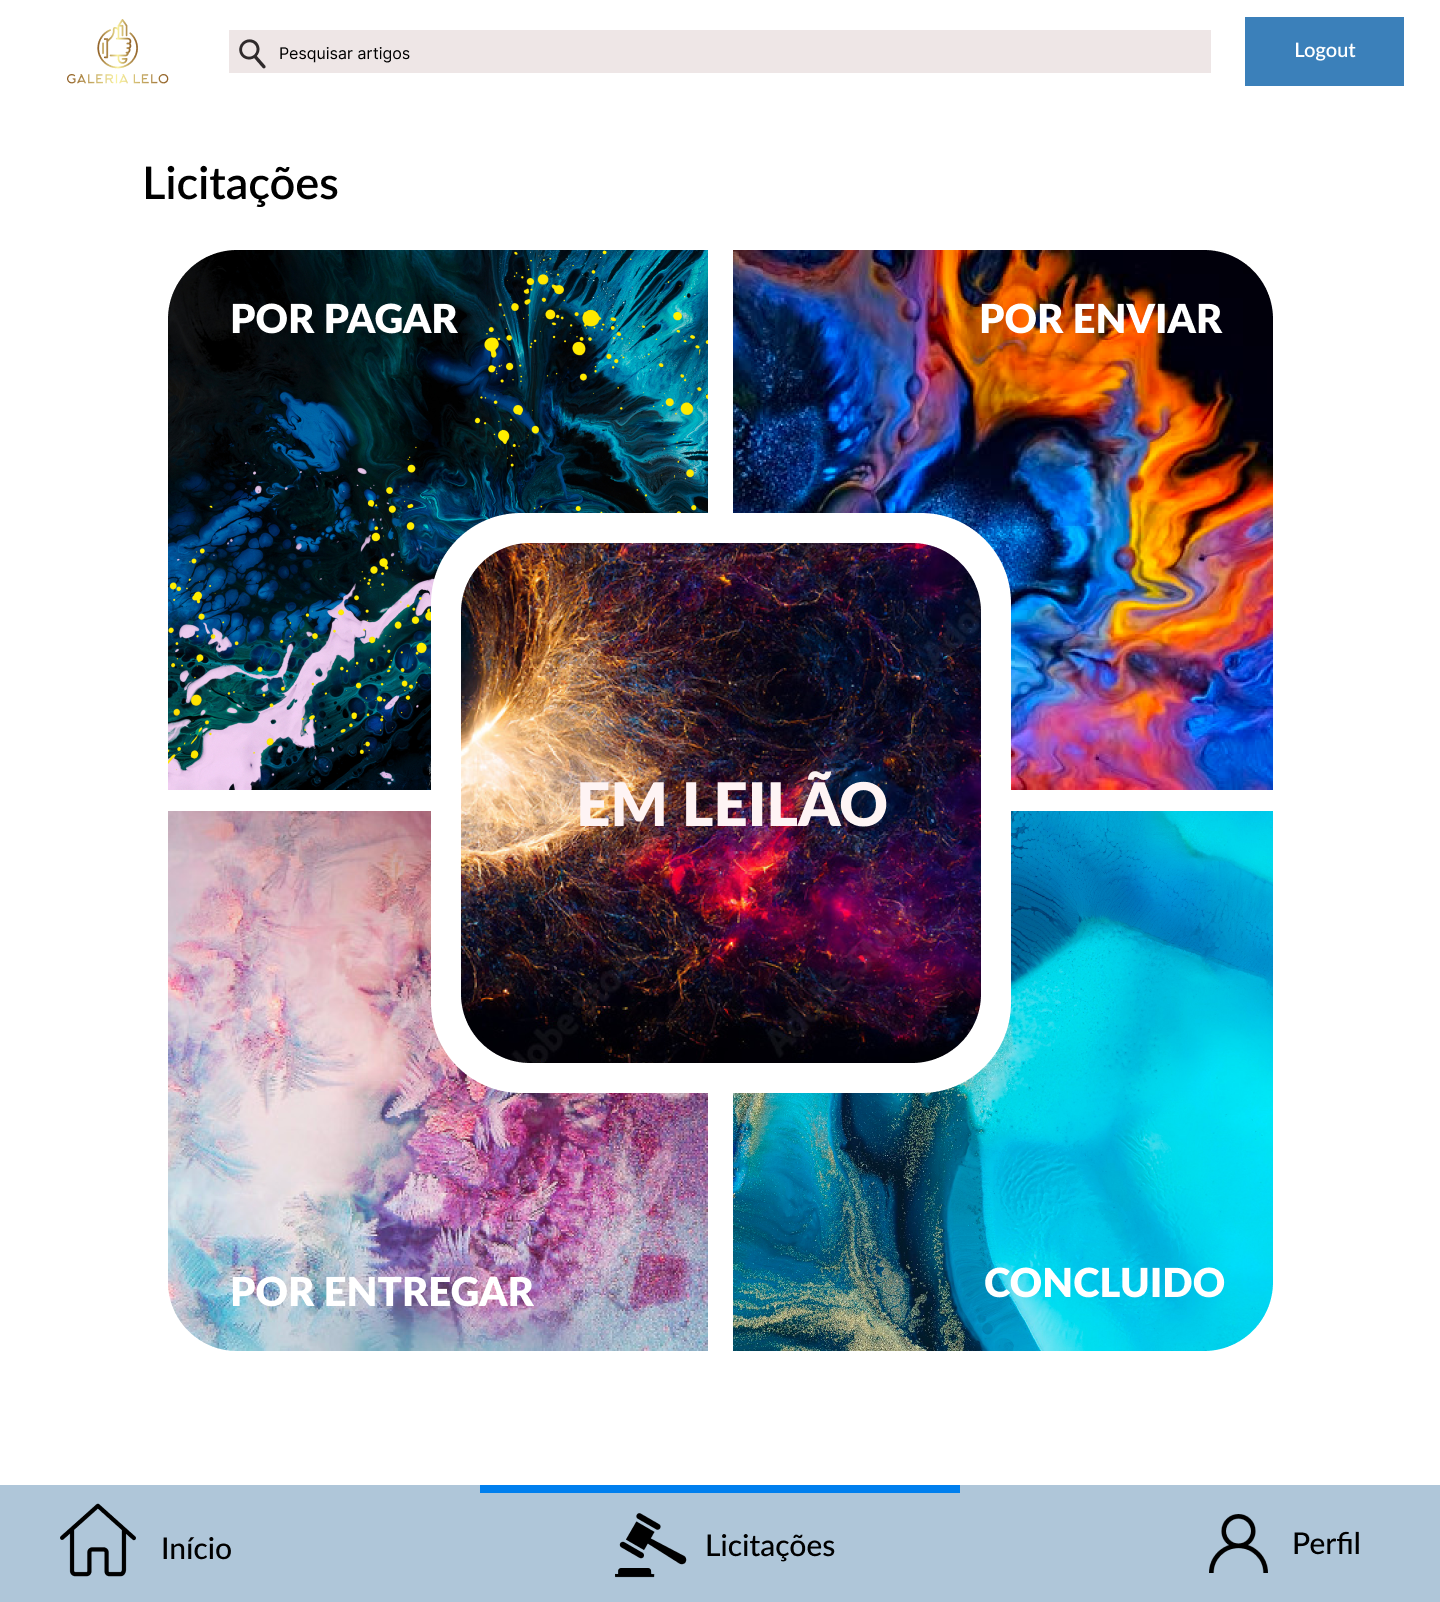 GALERIA LELO
Pesquisar artigos
Logout
Licitações
POR PAGAR
POR ENVIAR
EM LEILÃO
POR ENTREGAR
CONCLUIDO
Início
Licitações
Perfil